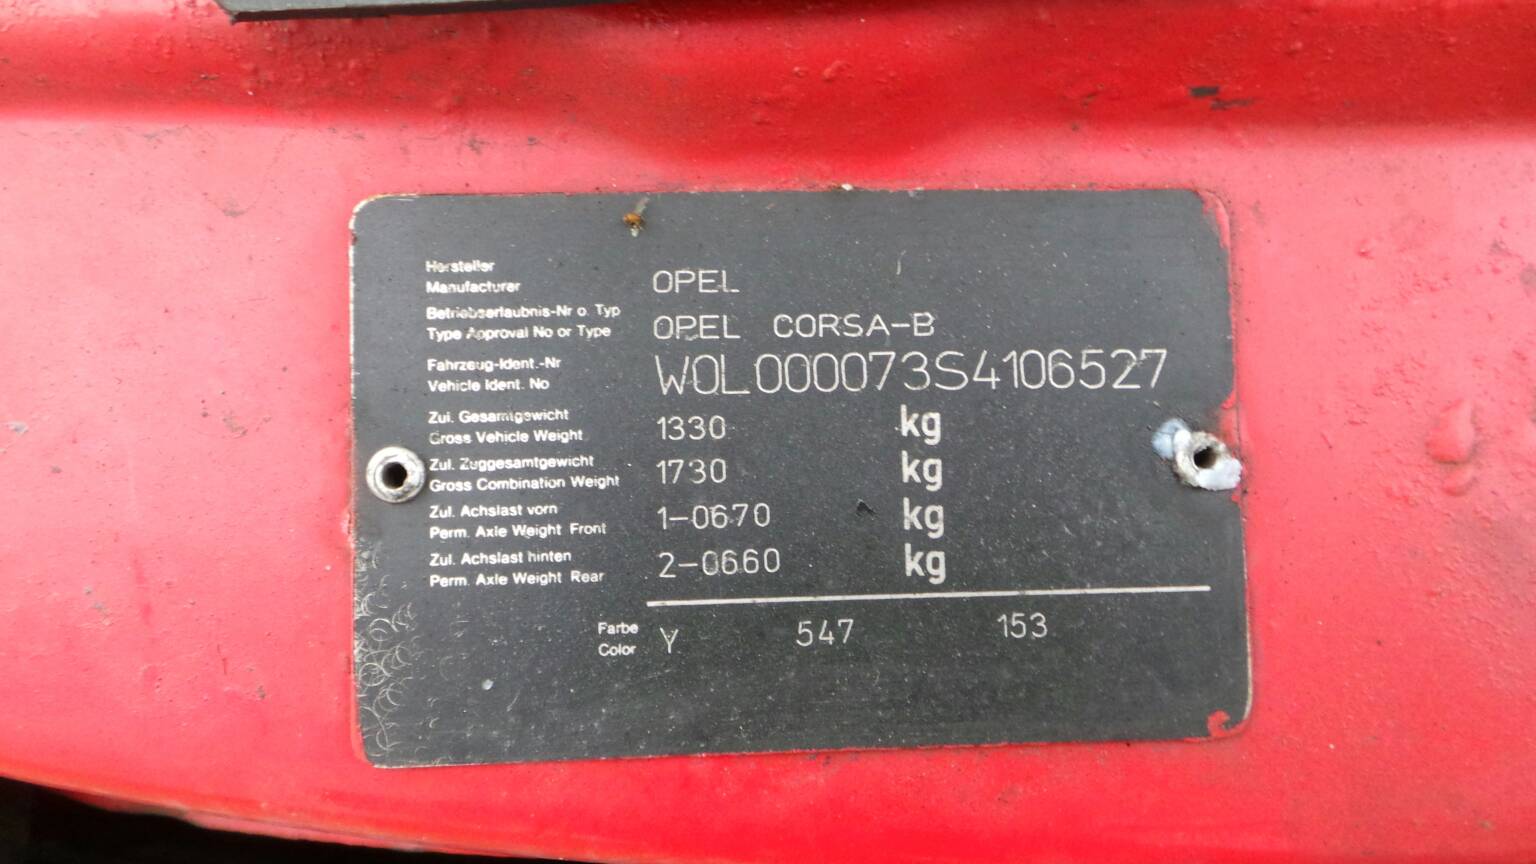 Hersteller
Manufacturer OPEL
Betriebserlaubnis-Nr o. Typ
Type Approval No or Type OPEL CORSA-B
Fahrzeug-Ident.-Nr
Vehicle Ident. No W0L000073S4106527
Zul. Gesamtgewicht
Gross Vehicle Weight 1330 kg
Zul. Zuggesamtgewicht
Gross Combination Weight 1730 kg
Zul. Achslast vorn
Perm. Axle Weight Front 1-0670 kg
Zul. Achslast hinten
Perm. Axle Weight Rear 2-0660 kg
Farbe
Color Y 547 153